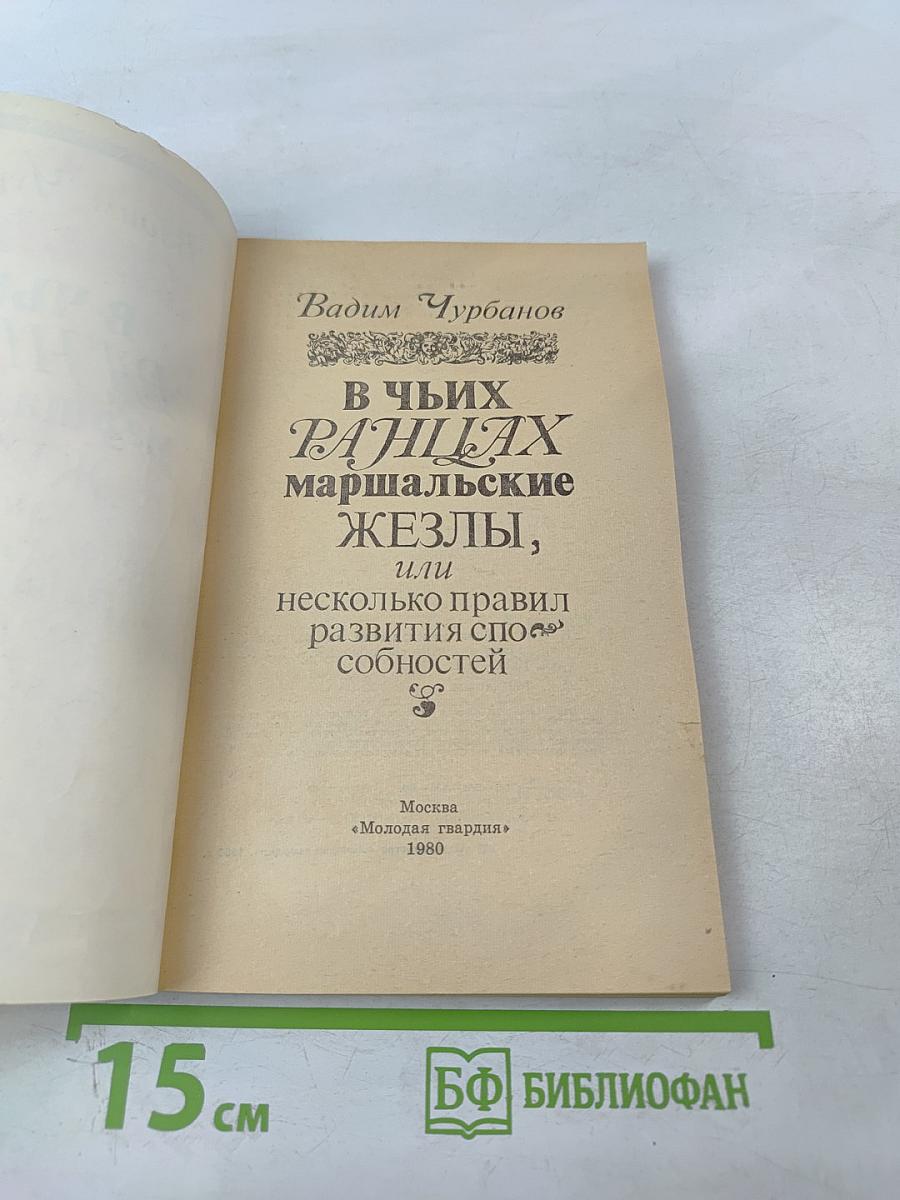 Вадим Чурбанов
В ЧЬИХ
РАНЦАХ
маршальские
ЖЕЗЛЫ,
или
несколько правил
развития спо-
собностей
Москва
«Молодая гвардия»
1980
15 см
БФ БИБЛИОФАН